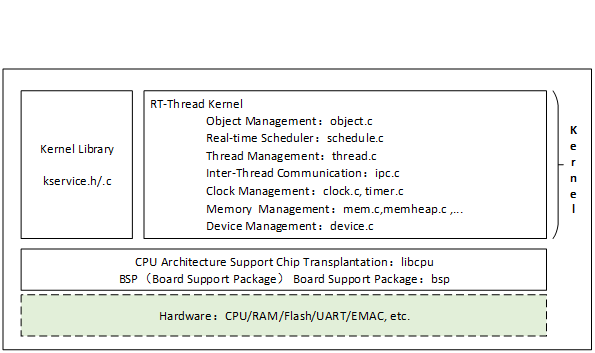 Kernel Library
kservice.h/.c
RT-Thread Kernel
Object Management：object.c
Real-time Scheduler：schedule.c
Thread Management：thread.c
Inter-Thread Communication：ipc.c
Clock Management：clock.c, timer.c
Memory Management：mem.c,memheap.c ,...
Device Management：device.c
Kernel
CPU Architecture Support Chip Transplantation：libcpu
BSP（Board Support Package） Board Support Package：bsp
Hardware：CPU/RAM/Flash/UART/EMAC, etc.